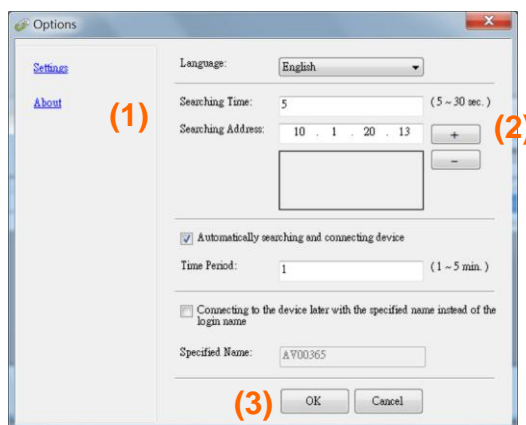 Options
X
Settings
About
Language:
English
(1)
Searching Time:
5
(5 ~ 30 sec.)
Searching Address:
10 . 1 . 20 . 13
+
(2)
-
Automatically searching and connecting device
Time Period:
1
(1 ~ 5 min.)
Connecting to the device later with the specified name instead of the
login name
Specified Name:
AV00365
(3)
OK
Cancel